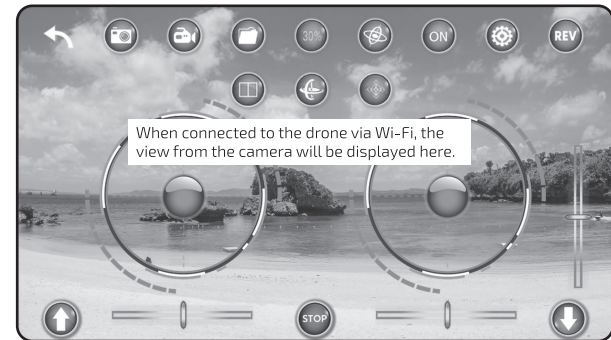 30%
ON
REV
When connected to the drone via Wi-Fi, the
view from the camera will be displayed here.
STOP